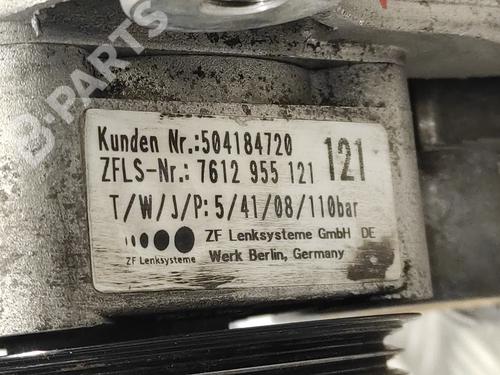 B-PARTS
Kunden Nr.:504184720
ZFLS-Nr.: 7612 955 121 121
T/W/J/P: 5/41/08/110bar
ZF Lenksysteme GmbH DE
ZF Lenksysteme
Werk Berlin, Germany